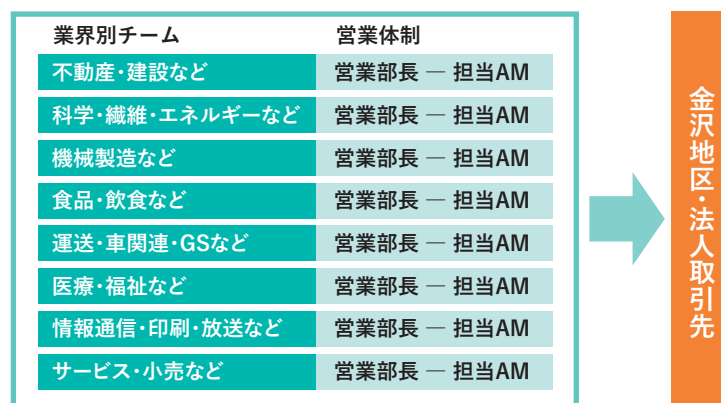 業界別チーム 営業体制
不動産・建設など 営業部長 ― 担当AM
科学・繊維・エネルギーなど 営業部長 ― 担当AM
機械製造など 営業部長 ― 担当AM
食品・飲食など 営業部長 ― 担当AM
運送・車関連・GSなど 営業部長 ― 担当AM
医療・福祉など 営業部長 ― 担当AM
情報通信・印刷・放送など 営業部長 ― 担当AM
サービス・小売など 営業部長 ― 担当AM
金沢地区・法人取引先